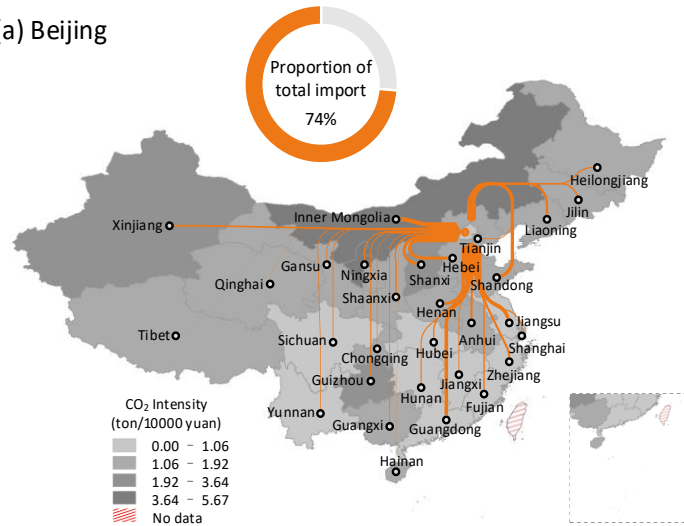 (a) Beijing
Proportion of
total import
74%
Heilongjiang
Jilin
Inner Mongolia
Xinjiang
Liaoning
Tianjin
Hebei
Gansu
Ningxia
Shanxi
Shandong
Qinghai
Shaanxi
Henan
Jiangsu
Tibet
Sichuan
Anhui
Shanghai
Chongqing
Hubei
Zhejiang
Guizhou
Jiangxi
Hunan
Fujian
Yunnan
Guangxi
Guangdong
Hainan
CO₂ Intensity
(ton/10000 yuan)
0.00 – 1.06
1.06 – 1.92
1.92 – 3.64
3.64 – 5.67
No data